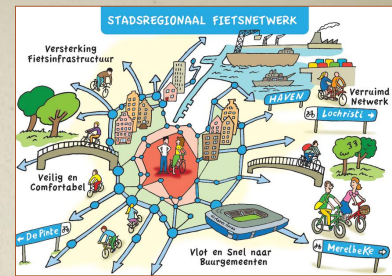 STADSREGIONAAL FIETSNETWERK
Versterking
Fietsinfrastructuur
HAVEN
Verruimd
Netwerk
Lochristi
Veilig en
Comfortabel
De Pinte
Vlot en Snel naar
Buurgemeenten
Merelbeke